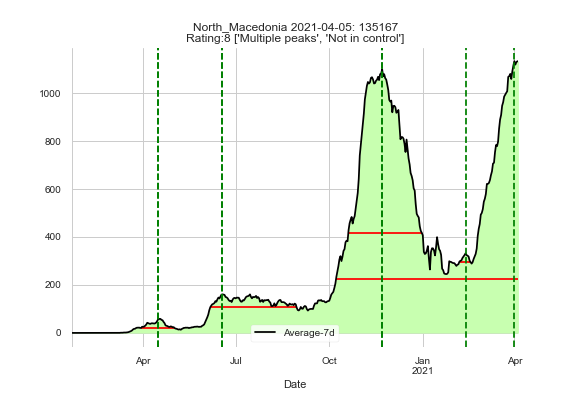 North_Macedonia 2021-04-05: 135167
Rating:8 ['Multiple peaks', 'Not in control']
1000
800
600
400
200
0
Average-7d
Apr
Jul
Oct
Jan
2021
Apr
Date